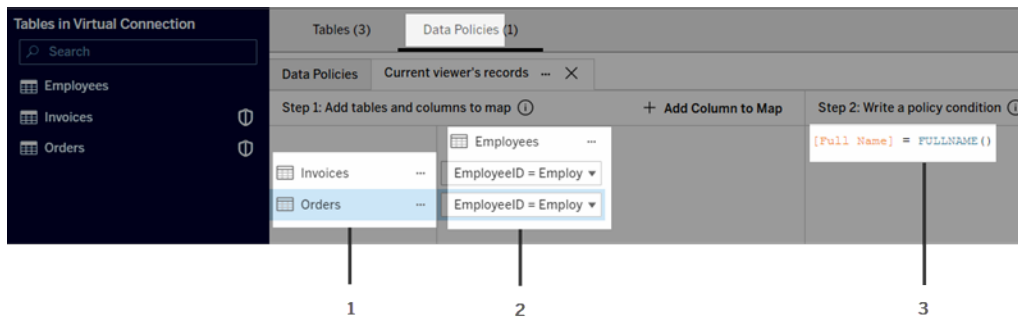 Tables in Virtual Connection
Search
Employees
Invoices
Orders
Tables (3)
Data Policies (1)
Data Policies
Current viewer's records ...
Step 1: Add tables and columns to map
+ Add Column to Map
Step 2: Write a policy condition
Employees ...
Invoices ...
EmployeeID = Employ
Orders ...
EmployeeID = Employ
[Full Name] = FULLNAME()
1
2
3